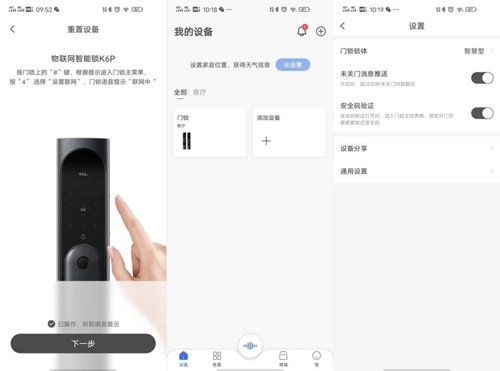 09:52
重置设备
物联网智能锁K6P
按门锁上的“#”键，根据提示进入门锁主菜单，
按“4”选择“设置联网”，门锁语音提示“联网中”
TCL
已操作，听到语音提示
下一步
10:18
我的设备
设置家庭位置，获得天气信息
去设置
全部
客厅
门锁
客厅
添加设备
设备
场景
商城
我
10:19
设置
门锁锁体
智慧型
未关门消息推送
安全码验证
设备分享
通用设置